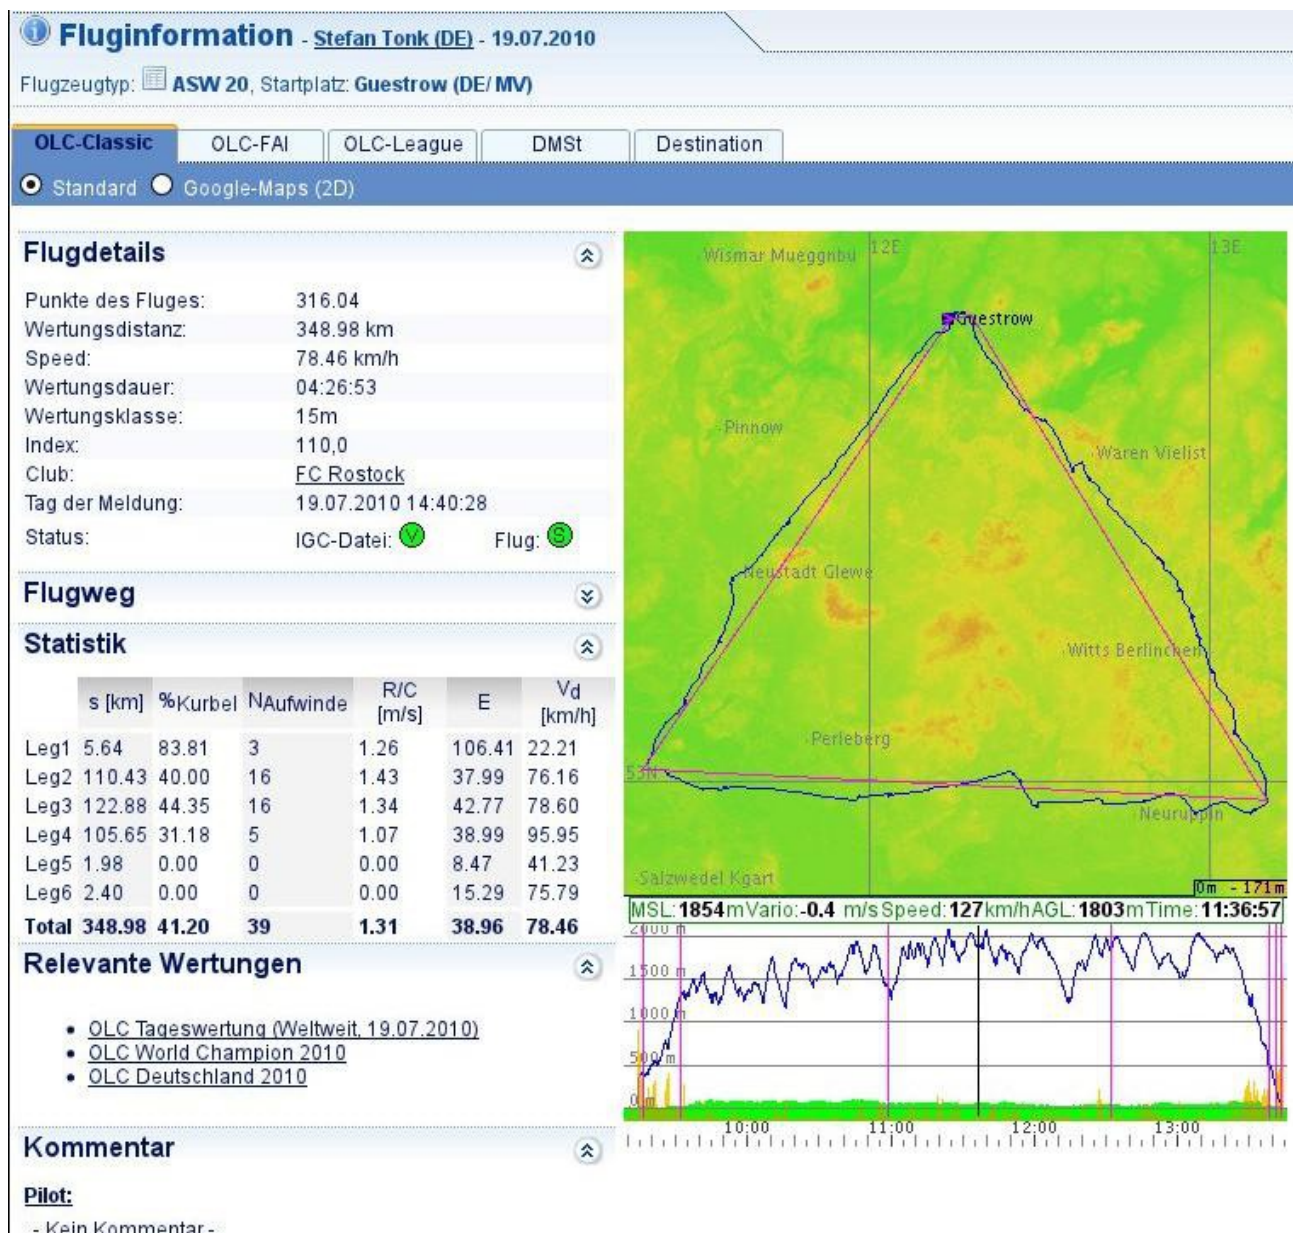 Fluginformation - Stefan Tonk (DE) - 19.07.2010
Flugzeugtyp: ASW 20, Startplatz: Guestrow (DE/ MV)
OLC-Classic OLC-FAI OLC-League DMSt Destination
Standard Google-Maps (2D)
Flugdetails
Punkte des Fluges: 316.04
Wertungsdistanz: 348.98 km
Speed: 78.46 km/h
Wertungsdauer: 04:26:53
Wertungsklasse: 15m
Index: 110,0
Club: FC Rostock
Tag der Meldung: 19.07.2010 14:40:28
Status: IGC-Datei: V Flug: S
Flugweg
Statistik
s [km] %Kurbel NAufwinde R/C [m/s] E Vd [km/h]
Leg1 5.64 83.81 3 1.26 106.41 22.21
Leg2 110.43 40.00 16 1.43 37.99 76.16
Leg3 122.88 44.35 16 1.34 42.77 78.60
Leg4 105.65 31.18 5 1.07 38.99 95.95
Leg5 1.98 0.00 0 0.00 8.47 41.23
Leg6 2.40 0.00 0 0.00 15.29 75.79
Total 348.98 41.20 39 1.31 38.96 78.46
Relevante Wertungen
OLC Tageswertung (Weltweit, 19.07.2010)
OLC World Champion 2010
OLC Deutschland 2010
Kommentar
Pilot:
- Kein Kommentar -
Wismar Mueggnbu 12E 13E
Guestrow
Pinnow
Waren Vielist
Neustadt Glewe
Witts Berlinchen
Perleberg
53N
Neuruppin
Salzwedel Kgart
0m - 171m
MSL: 1854m Vario: -0.4 m/s Speed: 127km/h AGL: 1803m Time: 11:36:57
2000 m
1500 m
1000 m
500 m
0 m
10:00 11:00 12:00 13:00